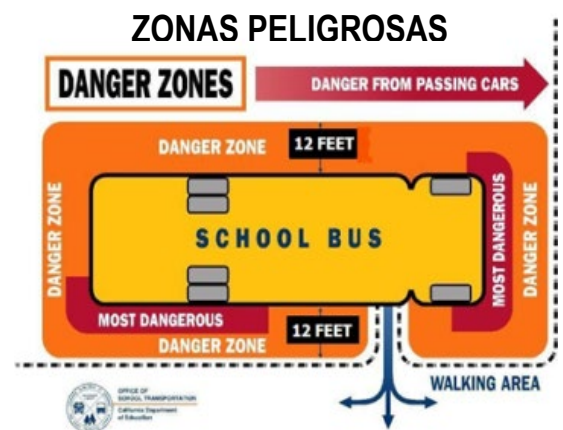 ZONAS PELIGROSAS
DANGER ZONES
DANGER FROM PASSING CARS
DANGER ZONE
12 FEET
DANGER ZONE
SCHOOL BUS
MOST DANGEROUS
DANGER ZONE
MOST DANGEROUS
12 FEET
DANGER ZONE
WALKING AREA
OFFICE OF
SCHOOL TRANSPORTATION
California Department
of Education